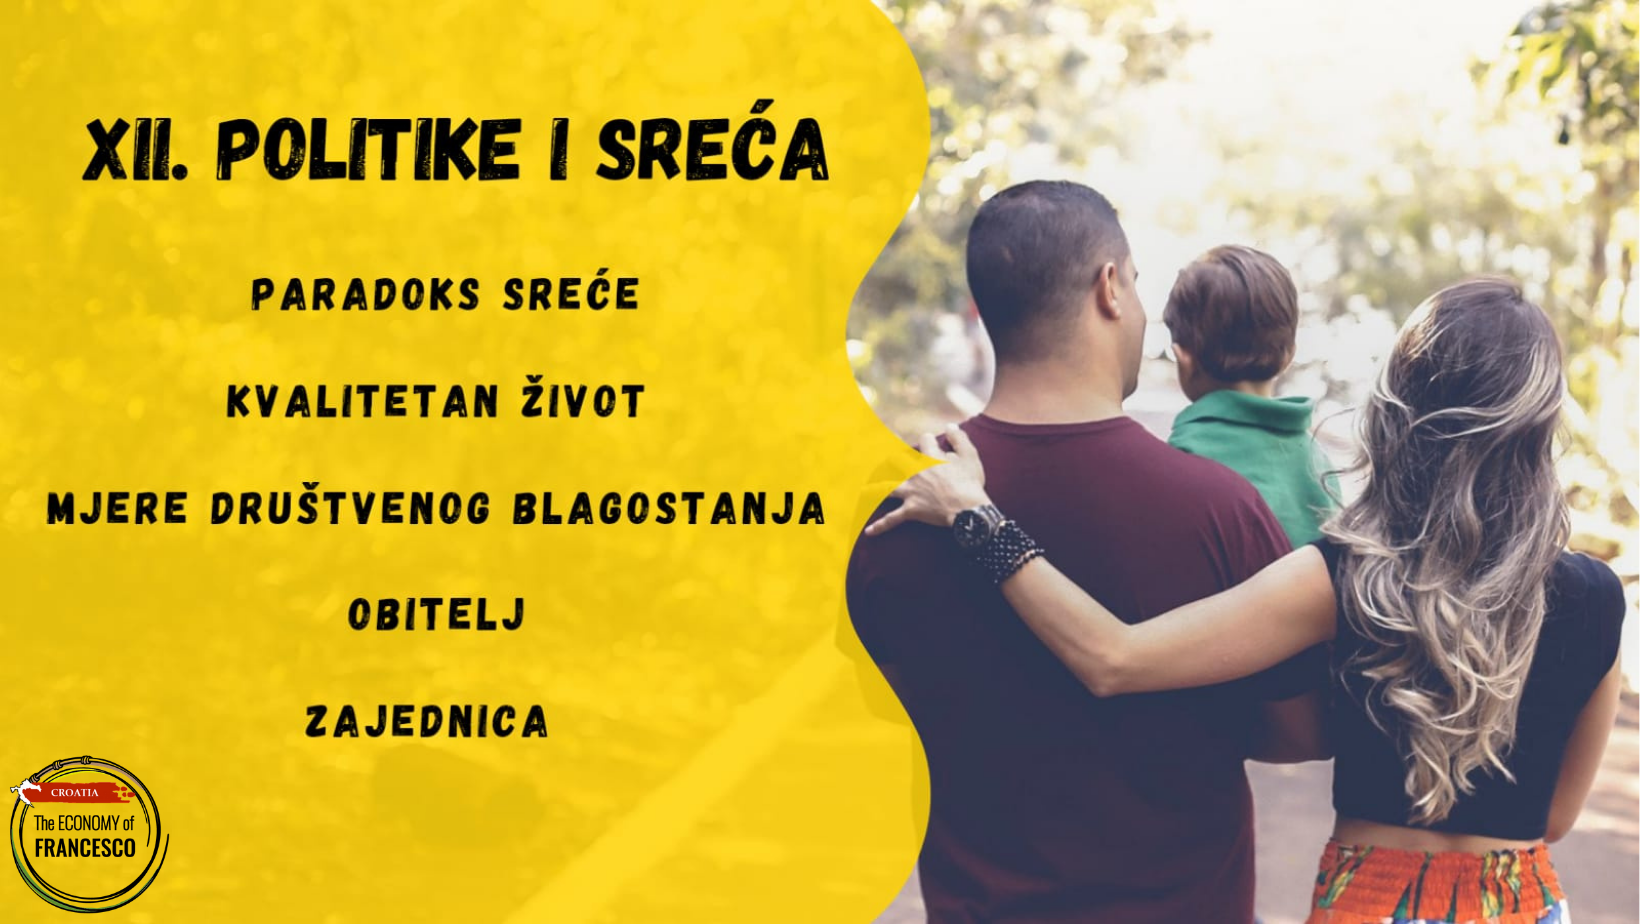 XII. POLITIKE I SREĆA
PARADOKS SREĆE
KVALITETAN ŽIVOT
MJERE DRUŠTVENOG BLAGOSTANJA
OBITELJ
ZAJEDNICA
CROATIA
The ECONOMY of
FRANCESCO